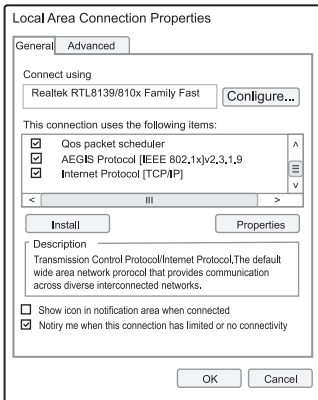 Local Area Connection Properties
General Advanced
Connect using
Realtek RTL8139/810x Family Fast Configure...
This connection uses the following items:
Qos packet scheduler
AEGIS Protocol [IEEE 802.1x]v2.3.1.9
Internet Protocol [TCP/IP]
Install Properties
Description
Transmission Control Protocol/Internet Protocol,The default
wide area network prorocol that provides communication
across diverse interconnected networks.
Show icon in notification area when connected
Notiry me when this connection has limited or no connectivity
OK Cancel